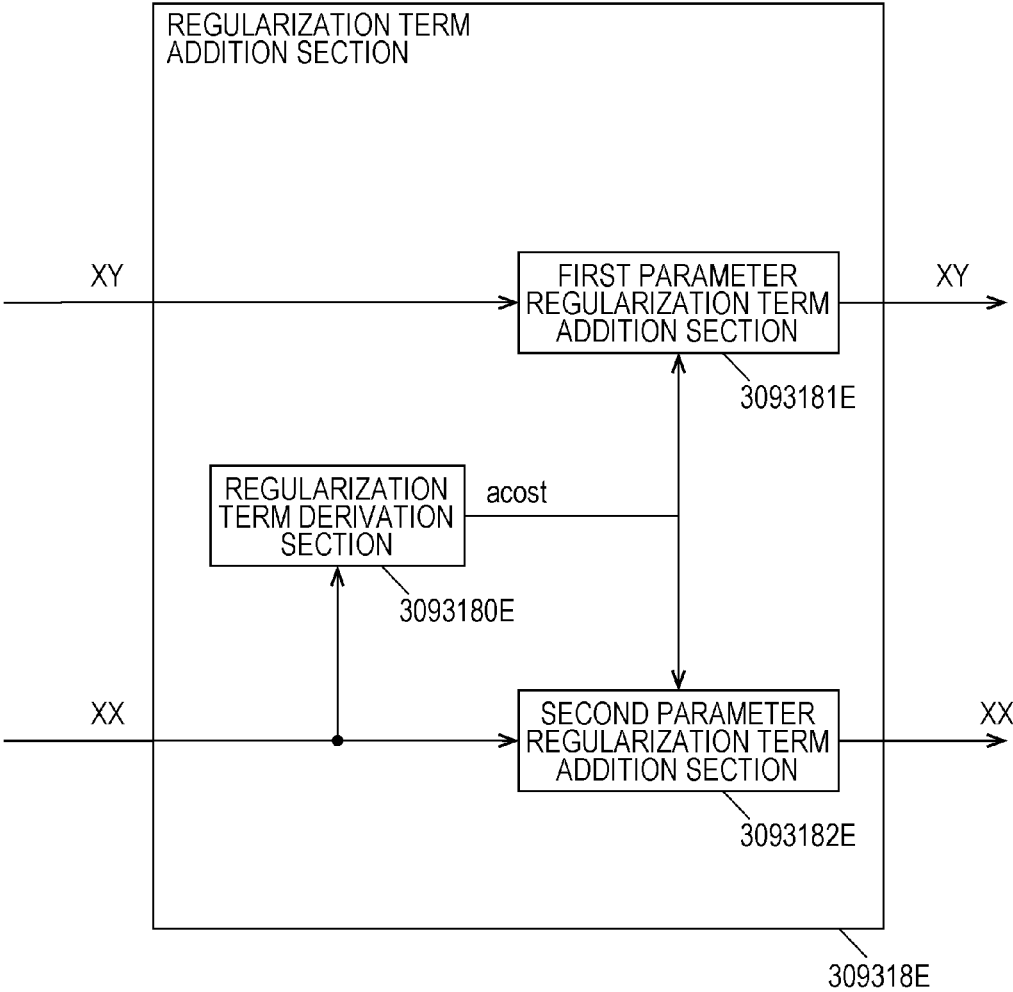 REGULARIZATION TERM
ADDITION SECTION
XY
FIRST PARAMETER
REGULARIZATION TERM
ADDITION SECTION
XY
3093181E
REGULARIZATION
TERM DERIVATION
SECTION
acost
3093180E
XX
SECOND PARAMETER
REGULARIZATION TERM
ADDITION SECTION
XX
3093182E
309318E